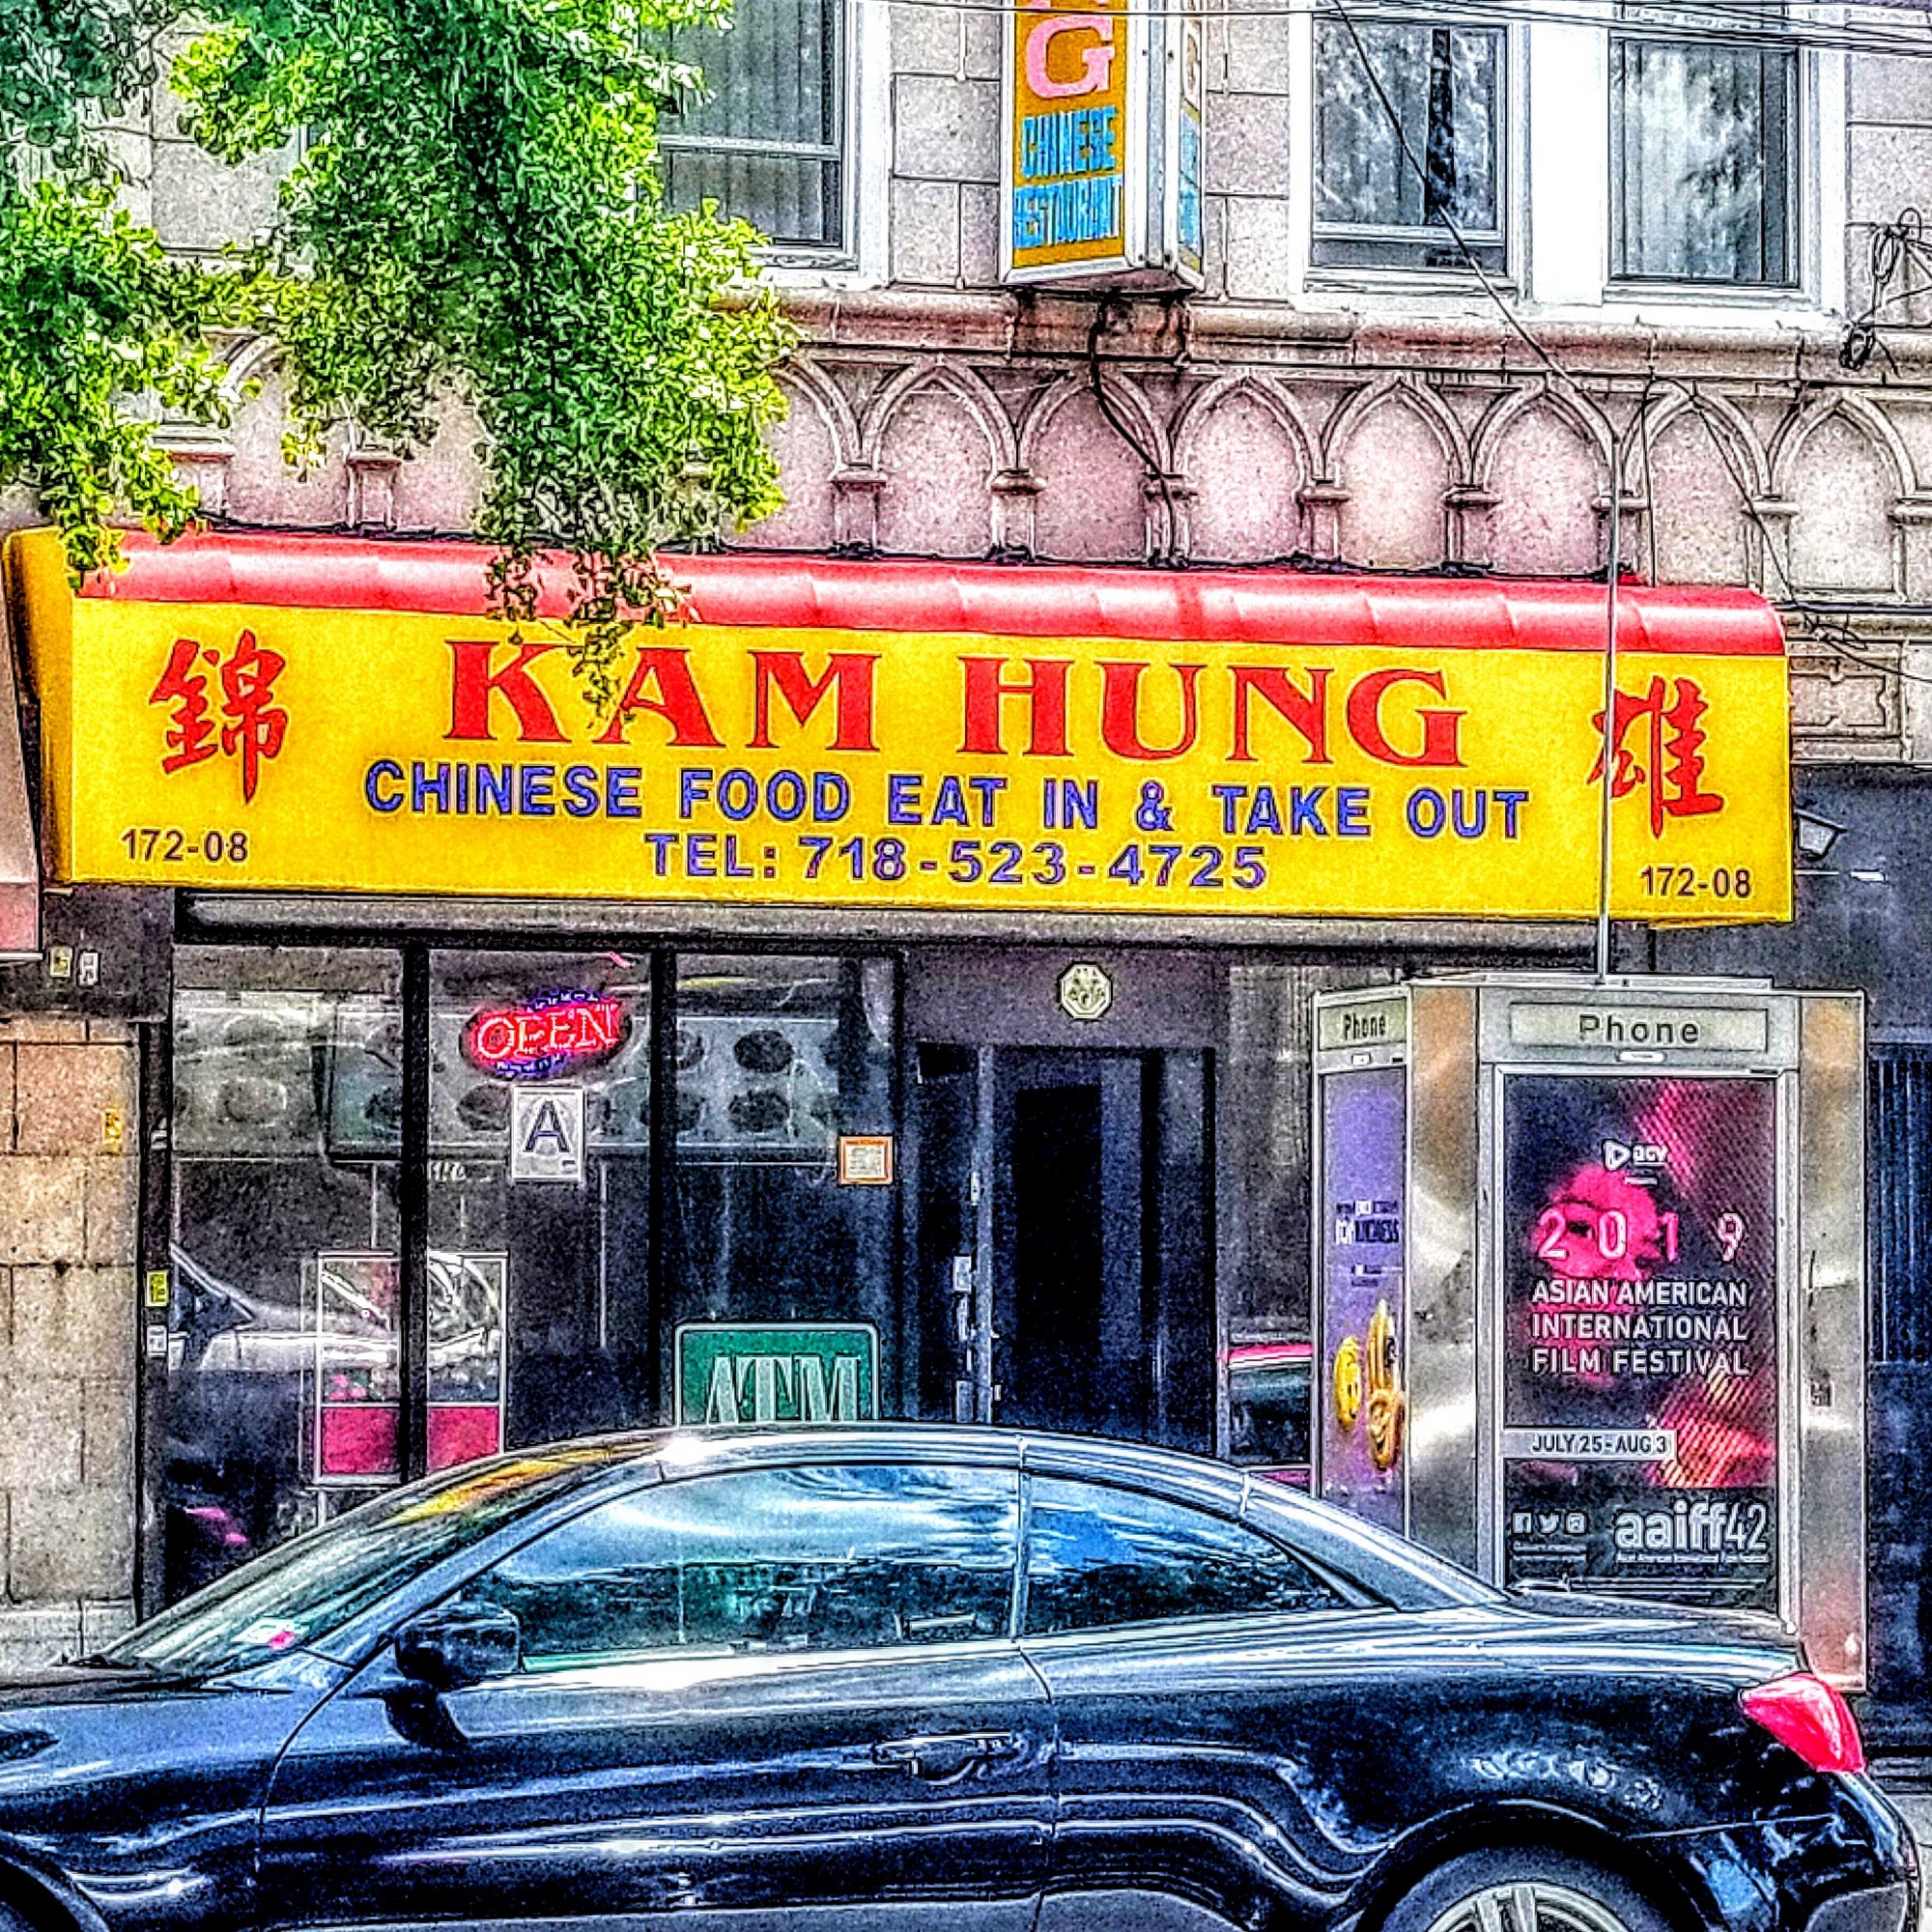 G
CHINESE
RESTAURANT
錦 KAM HUNG 雄
CHINESE FOOD EAT IN & TAKE OUT
TEL: 718-523-4725
172-08
172-08
OPEN
A
ATM
Phone
Phone
2019
ASIAN AMERICAN
INTERNATIONAL
FILM FESTIVAL
JULY 25-AUG 3
aaiff42